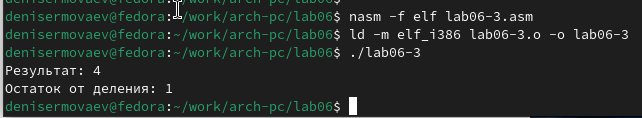 denisermovaev@fedora:~/work/arch-pc/lab06$ nasm -f elf lab06-3.asm
denisermovaev@fedora:~/work/arch-pc/lab06$ ld -m elf_i386 lab06-3.o -o lab06-3
denisermovaev@fedora:~/work/arch-pc/lab06$ ./lab06-3
Результат: 4
Остаток от деления: 1
denisermovaev@fedora:~/work/arch-pc/lab06$